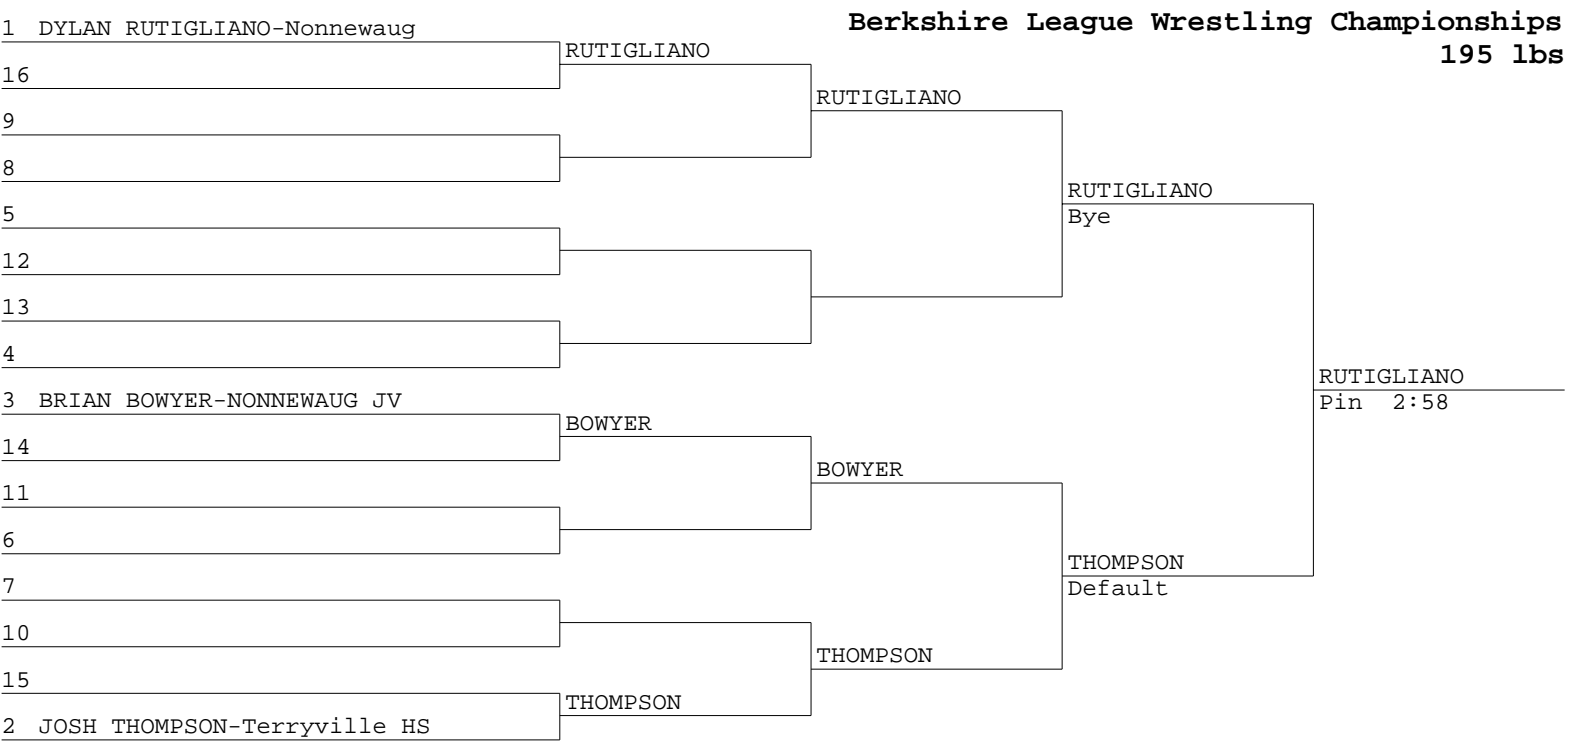 Berkshire League Wrestling Championships
195 lbs
1 DYLAN RUTIGLIANO-Nonnewaug
16
9
8
5
12
13
4
3 BRIAN BOWYER-NONNEWAUG JV
14
11
6
7
10
15
2 JOSH THOMPSON-Terryville HS
RUTIGLIANO
BOWYER
THOMPSON
RUTIGLIANO
BOWYER
THOMPSON
RUTIGLIANO
Bye
THOMPSON
Default
RUTIGLIANO
Pin 2:58